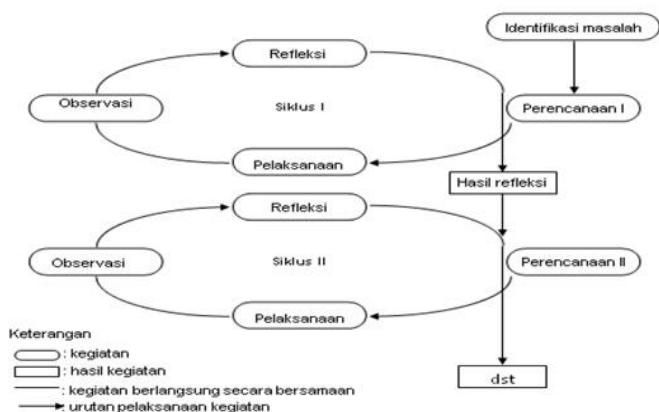 Identifikasi masalah
Refleksi
Observasi
Siklus I
Perencanaan I
Pelaksanaan
Hasil refleksi
Refleksi
Observasi
Siklus II
Perencanaan II
Pelaksanaan
Keterangan
: kegiatan
: hasil kegiatan
dst
: kegiatan berlangsung secara bersamaan
: urutan pelaksanaan kegiatan